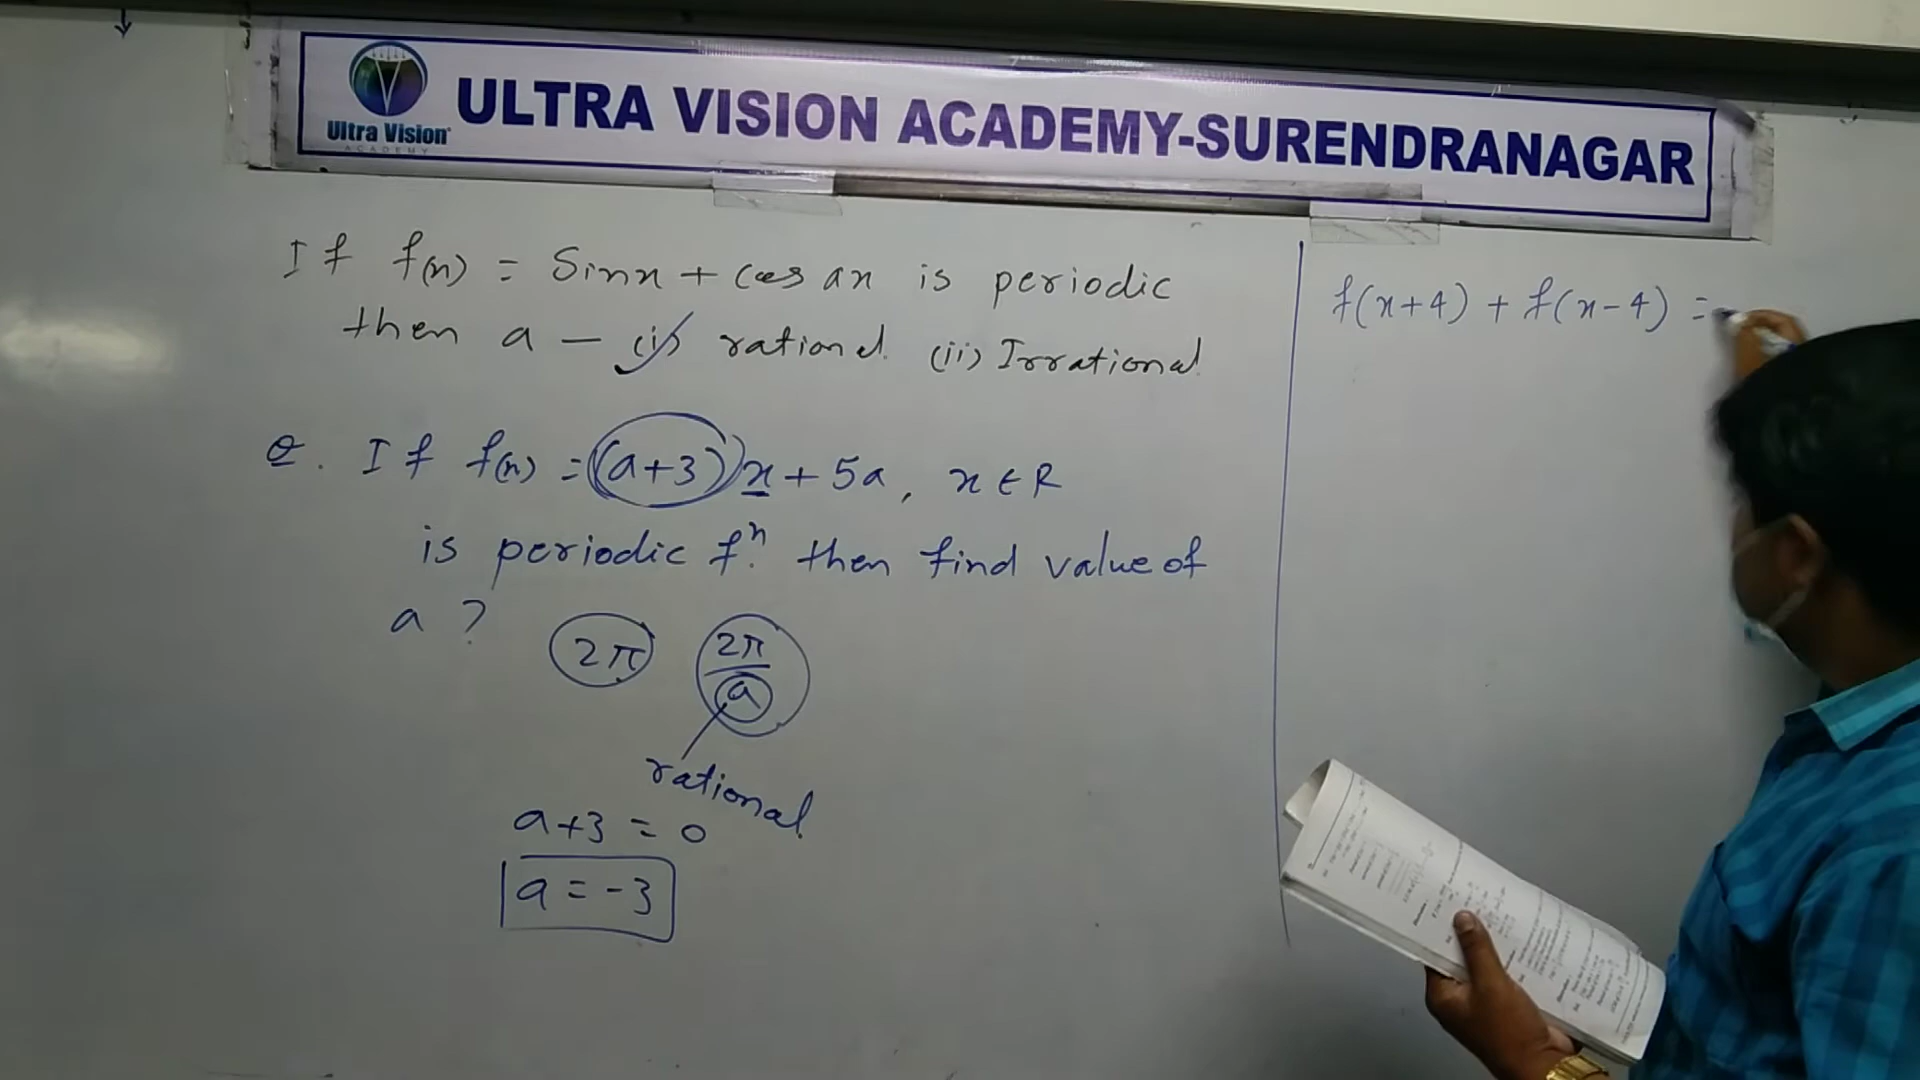 Ultra Vision
ACADEMY
ULTRA VISION ACADEMY-SURENDRANAGAR
If f(x) = Sinx + Cos ax is periodic
then a — (i) rational (ii) Irrational
Q. If f(x) = (a+3)x + 5a, x ∈ R
is periodic fⁿ. then find value of
a ?
2π 2π/a
rational
a+3 = 0
a = -3
f(x+4) + f(x-4) =